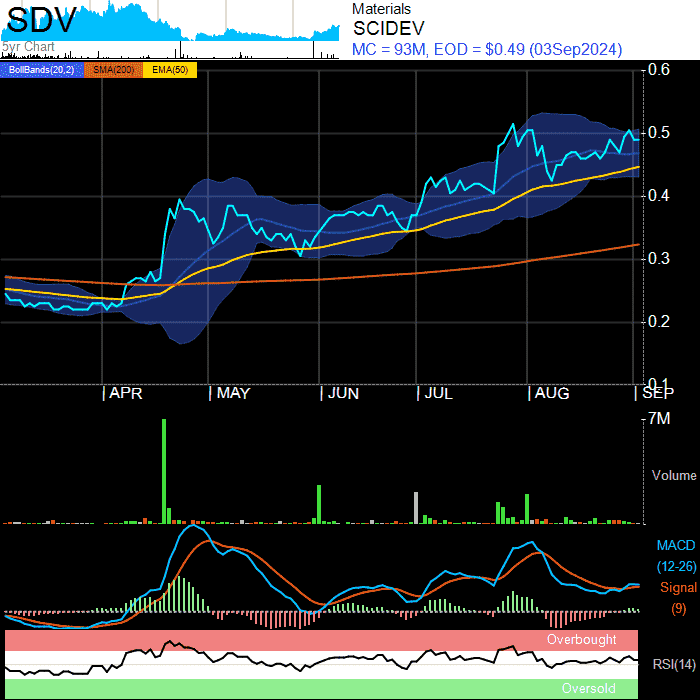 SDV
5yr Chart
Materials
SCIDEV
MC = 93M, EOD = $0.49 (03Sep2024)
BollBands(20,2) SMA(200) EMA(50)
0.6
0.5
0.4
0.3
0.2
0.1
APR MAY JUN JUL AUG SEP
7M
Volume
MACD
(12-26)
Signal
(9)
Overbought
RSI(14)
Oversold